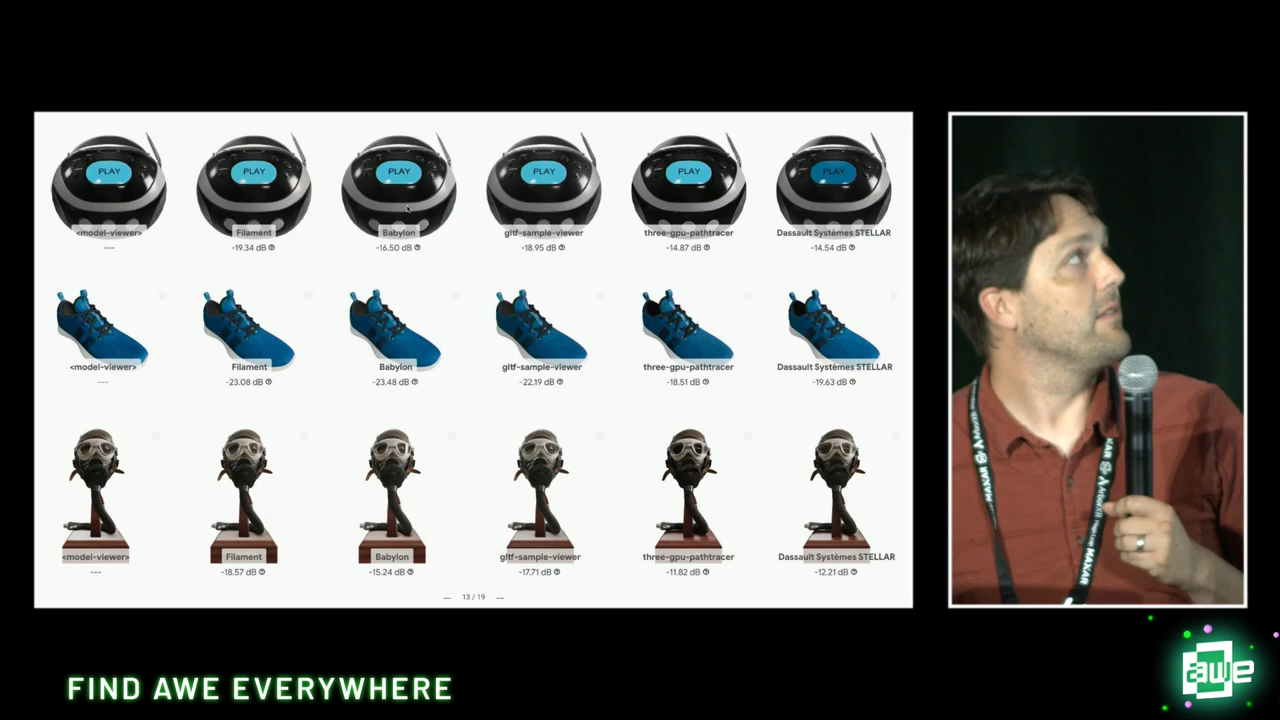 PLAY PLAY PLAY PLAY PLAY PLAY
<model-viewer> Filament Babylon gltf-sample-viewer three-gpu-pathtracer Dassault Systèmes STELLAR
--- -19.34 dB -16.50 dB -18.95 dB -14.87 dB -14.54 dB
<model-viewer> Filament Babylon gltf-sample-viewer three-gpu-pathtracer Dassault Systèmes STELLAR
--- -23.08 dB -23.48 dB -22.19 dB -18.51 dB -19.63 dB
<model-viewer> Filament Babylon gltf-sample-viewer three-gpu-pathtracer Dassault Systèmes STELLAR
--- -18.57 dB -15.24 dB -17.71 dB -11.82 dB -12.21 dB
← 13 / 19 →
MAXAR
MAXAR
FIND AWE EVERYWHERE
awe